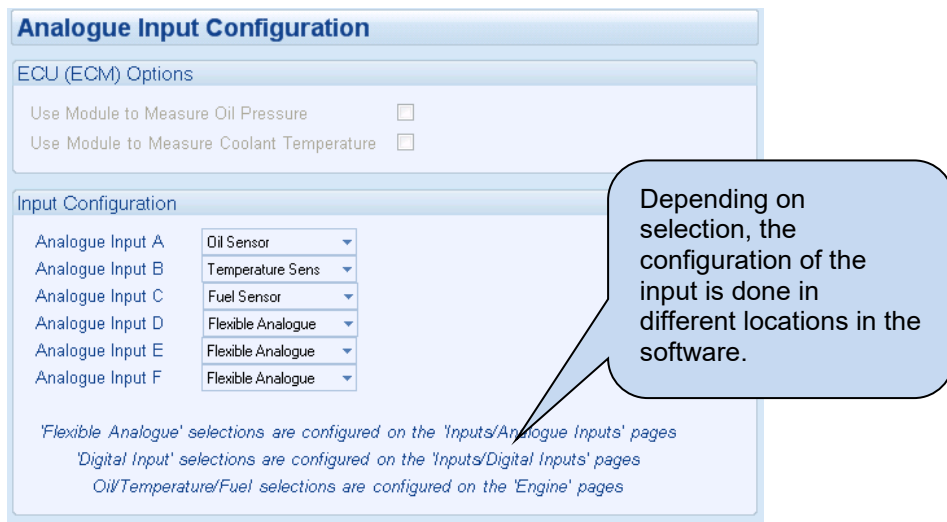 Analogue Input Configuration
ECU (ECM) Options
Use Module to Measure Oil Pressure
Use Module to Measure Coolant Temperature
Input Configuration
Analogue Input A Oil Sensor
Analogue Input B Temperature Sens
Analogue Input C Fuel Sensor
Analogue Input D Flexible Analogue
Analogue Input E Flexible Analogue
Analogue Input F Flexible Analogue
'Flexible Analogue' selections are configured on the 'Inputs/Analogue Inputs' pages
'Digital Input' selections are configured on the 'Inputs/Digital Inputs' pages
Oil/Temperature/Fuel selections are configured on the 'Engine' pages
Depending on
selection, the
configuration of the
input is done in
different locations in the
software.